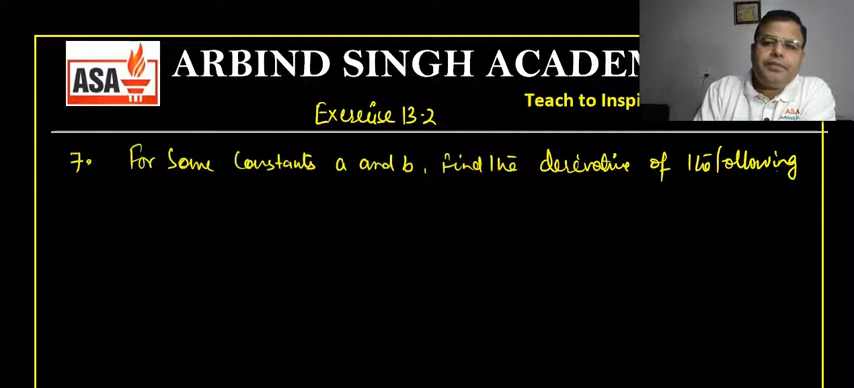 ASA
ARBIND SINGH ACADEM
Teach to Inspi
Exercise 13.2
7. For Some Constants a and b, find the derivative of the following
ASA